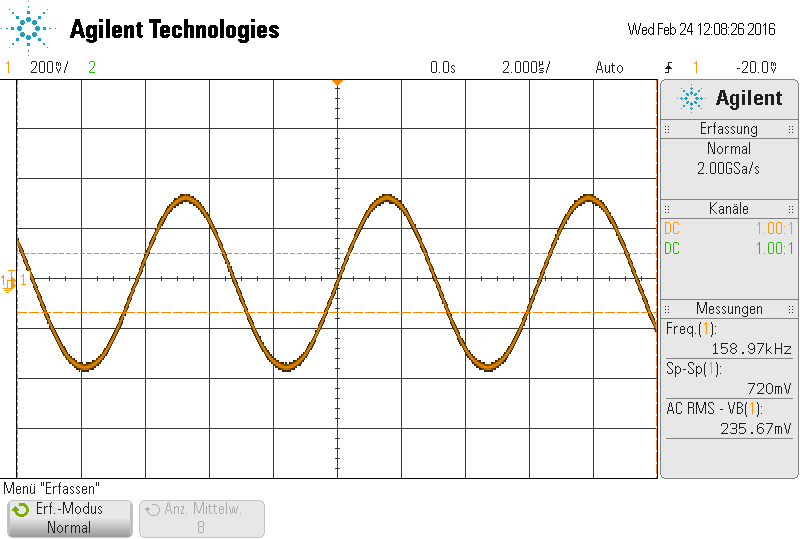 Agilent Technologies
Wed Feb 24 12:08:26 2016
1 200mV/ 2 0.0s 2.000us/ Auto 1 -20.0mV
Agilent
Erfassung
Normal
2.00GSa/s
Kanäle
DC 1.00:1
DC 1.00:1
Messungen
Freq.(1):
158.97kHz
Sp-Sp(1):
720mV
AC RMS - VB(1):
235.67mV
1
Menü "Erfassen"
Erf.-Modus
Normal
Anz. Mittelw.
8